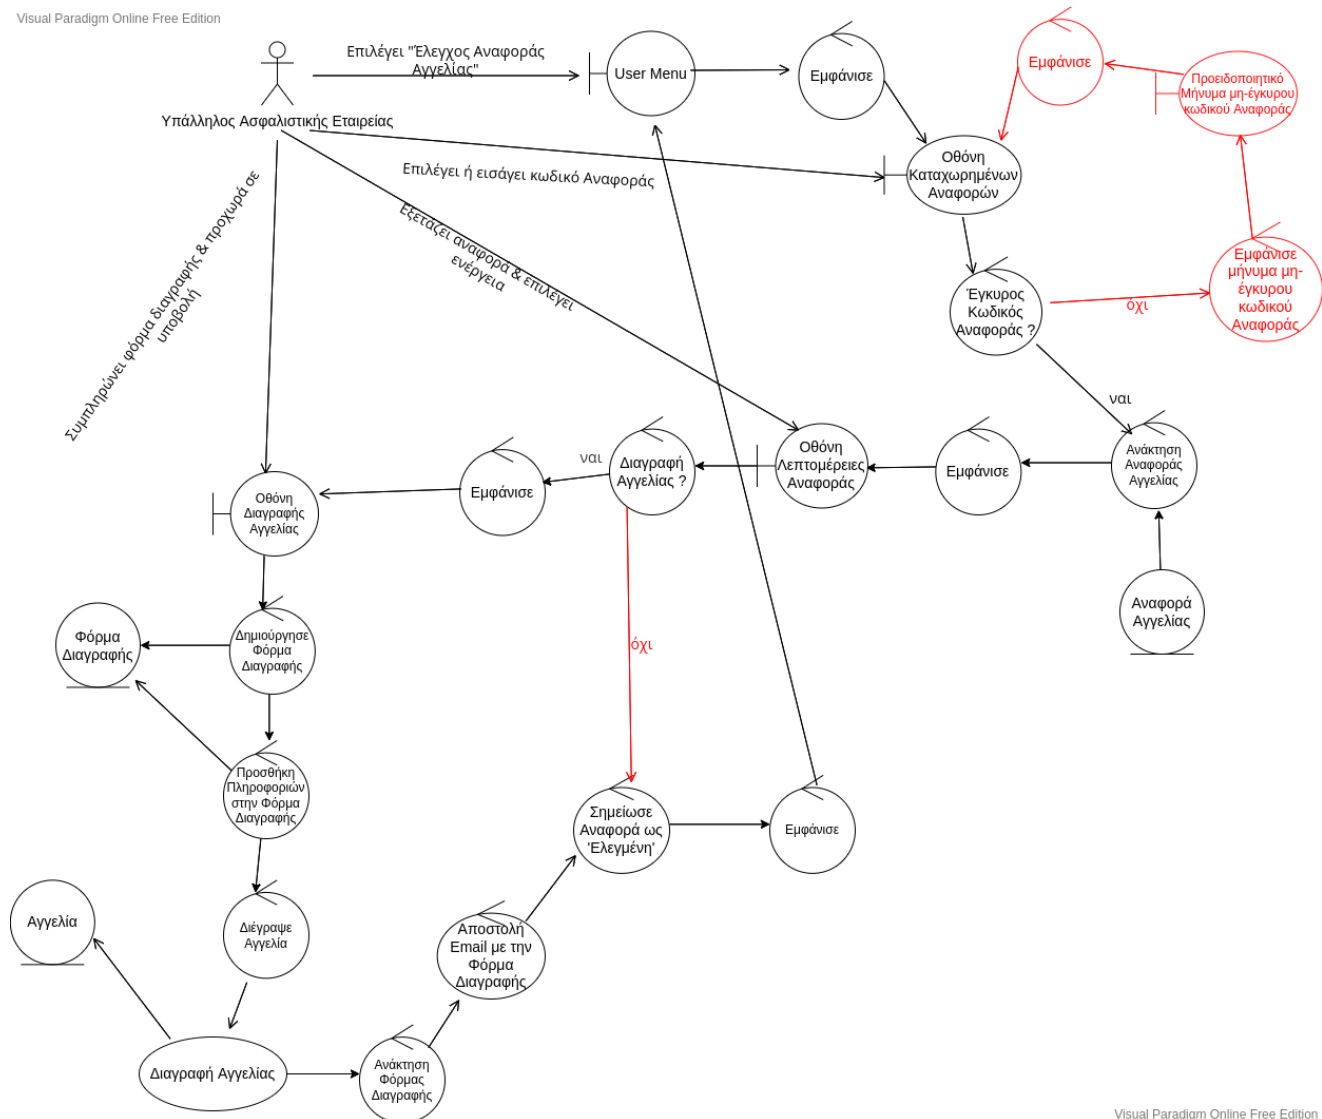 Visual Paradigm Online Free Edition
Επιλέγει "Έλεγχος Αναφοράς
Αγγελίας"
User Menu
Εμφάνισε
Εμφάνισε
Προειδοποιητικό
Μήνυμα μη-έγκυρου
κωδικού Αναφοράς
Υπάλληλος Ασφαλιστικής Εταιρείας
Επιλέγει ή εισάγει κωδικό Αναφοράς
Οθόνη
Καταχωρημένων
Αναφορών
Συμπληρώνει φόρμα διαγραφής & προχωρά σε
υποβολή
Εξετάζει αναφορά & επιλέγει
ενέργεια
Έγκυρος
Κωδικός
Αναφοράς ?
όχι
Εμφάνισε
μήνυμα μη-
έγκυρου
κωδικού
Αναφοράς
ναι
Ανάκτηση
Αναφοράς
Αγγελίας
Εμφάνισε
Οθόνη
Λεπτομέρειες
Αναφοράς
Διαγραφή
Αγγελίας ?
ναι
Εμφάνισε
Οθόνη
Διαγραφής
Αγγελίας
Αναφορά
Αγγελίας
όχι
Φόρμα
Διαγραφής
Δημιούργησε
Φόρμα
Διαγραφής
Προσθήκη
Πληροφοριών
στην Φόρμα
Διαγραφής
Σημείωσε
Αναφορά ως
'Ελεγμένη'
Εμφάνισε
Αγγελία
Διέγραψε
Αγγελία
Αποστολή
Email με την
Φόρμα
Διαγραφής
Διαγραφή Αγγελίας
Ανάκτηση
Φόρμας
Διαγραφής
Visual Paradigm Online Free Edition